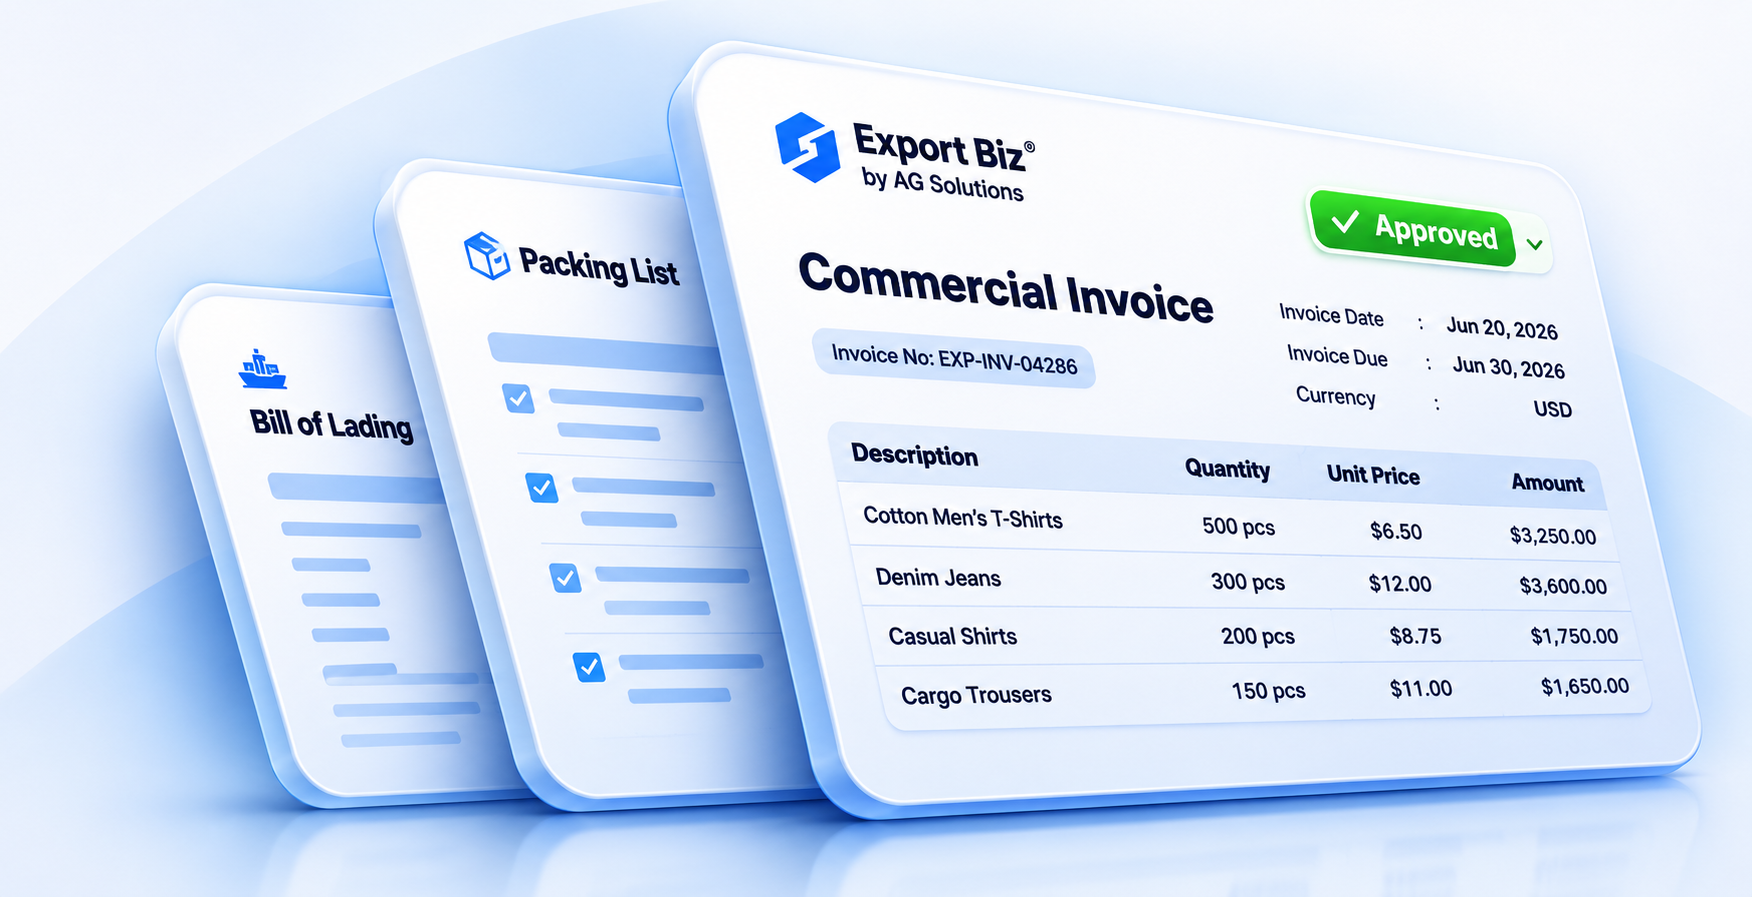 Bill of Lading
Packing List
Export Biz®
by AG Solutions
Approved
Commercial Invoice
Invoice No: EXP-INV-04286
Invoice Date : Jun 20, 2026
Invoice Due : Jun 30, 2026
Currency : USD
Description Quantity Unit Price Amount
Cotton Men's T-Shirts 500 pcs $6.50 $3,250.00
Denim Jeans 300 pcs $12.00 $3,600.00
Casual Shirts 200 pcs $8.75 $1,750.00
Cargo Trousers 150 pcs $11.00 $1,650.00